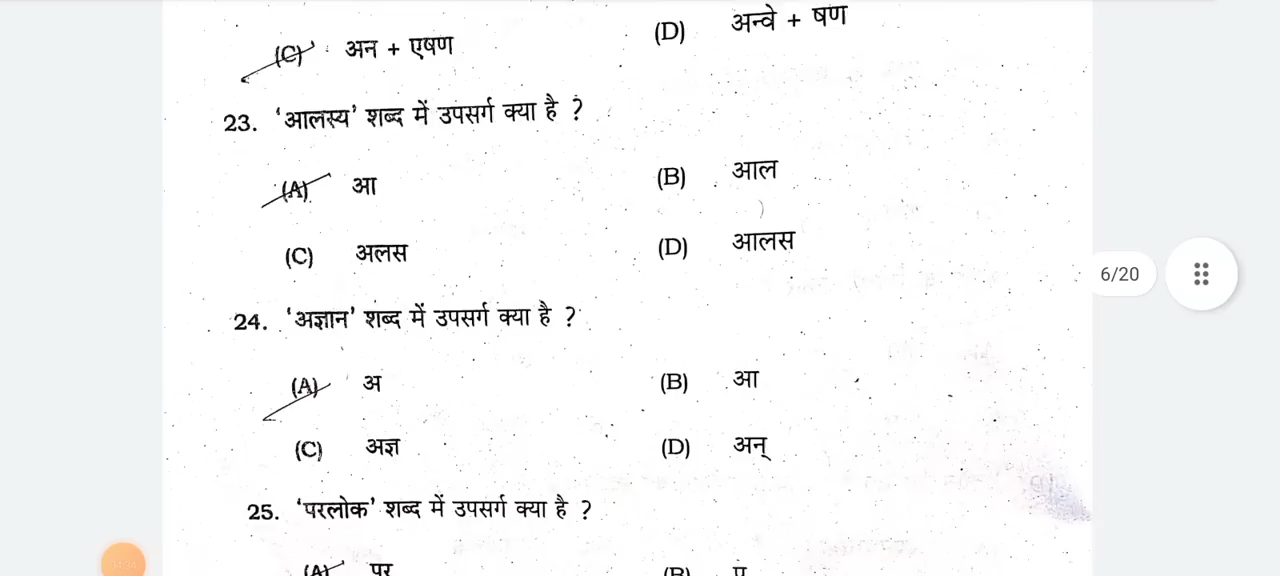 (C) अन + एषण (D) अन्वे + षण
23. ‘आलस्य’ शब्द में उपसर्ग क्या है ?
(A) आ (B) आल
(C) अलस (D) आलस
6/20
24. ‘अज्ञान’ शब्द में उपसर्ग क्या है ?
(A) अ (B) आ
(C) अज्ञ (D) अन्
25. ‘परलोक’ शब्द में उपसर्ग क्या है ?
(A) पर (B) प्र